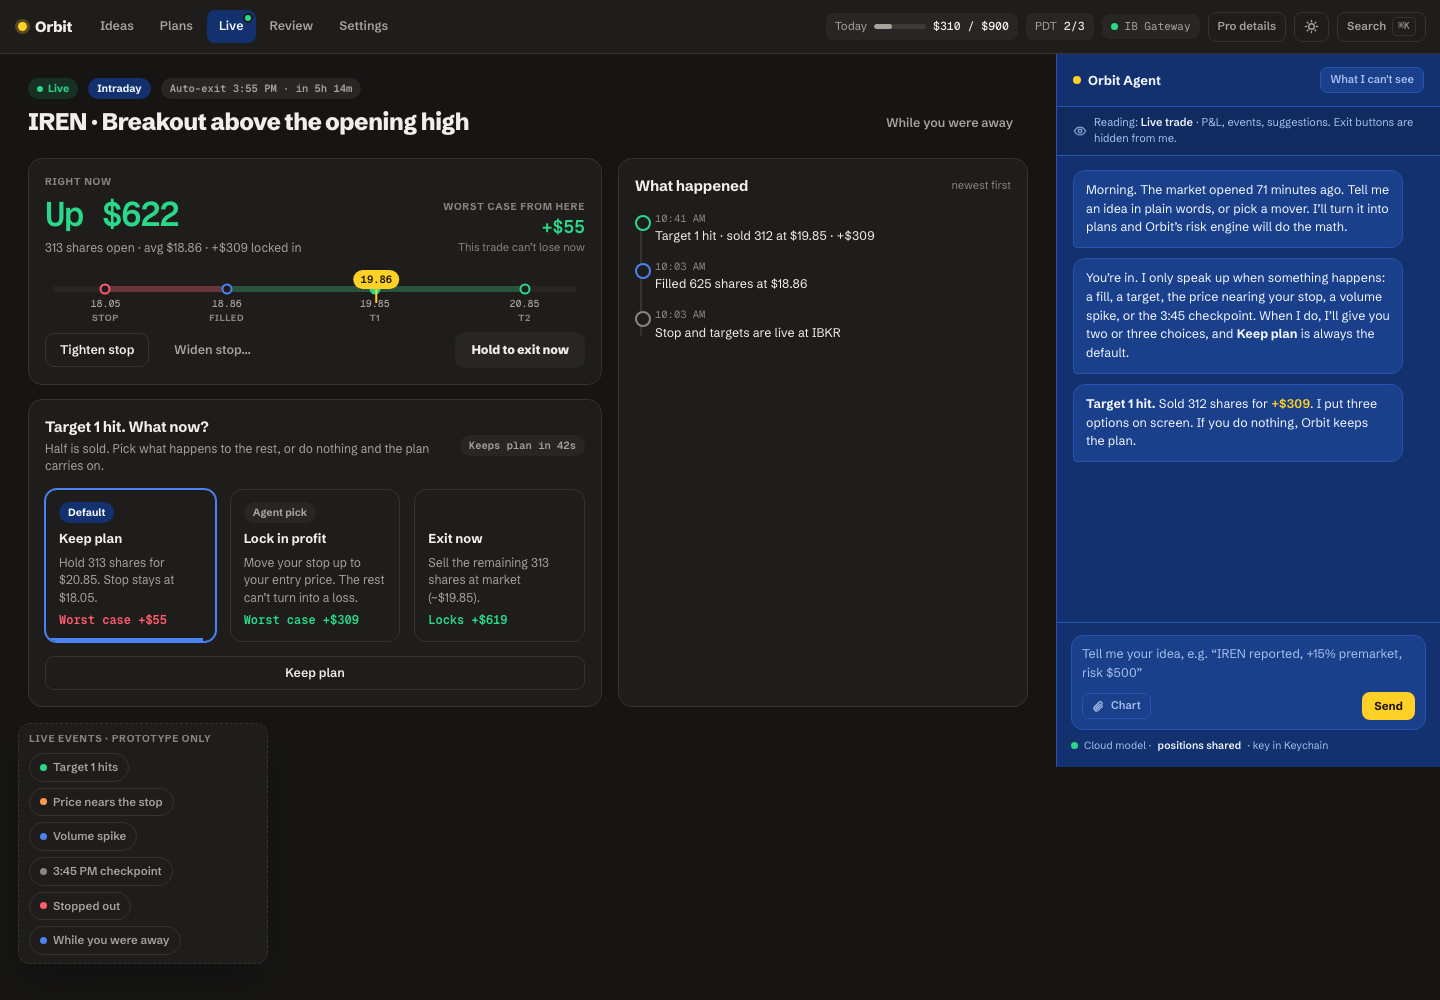 Orbit
Ideas
Plans
Live
Review
Settings
Today
$310 / $900
PDT 2/3
IB Gateway
Pro details
Search ⌘K
Live
Intraday
Auto-exit 3:55 PM · in 5h 14m
IREN · Breakout above the opening high
While you were away
RIGHT NOW
Up $622
313 shares open · avg $18.86 · +$309 locked in
WORST CASE FROM HERE
+$55
This trade can’t lose now
19.86
18.05
STOP
18.86
FILLED
19.85
T1
20.85
T2
Tighten stop
Widen stop…
Hold to exit now
Target 1 hit. What now?
Half is sold. Pick what happens to the rest, or do nothing and the plan
carries on.
Keeps plan in 42s
Default
Keep plan
Hold 313 shares for
$20.85. Stop stays at
$18.05.
Worst case +$55
Agent pick
Lock in profit
Move your stop up to
your entry price. The rest
can’t turn into a loss.
Worst case +$309
Exit now
Sell the remaining 313
shares at market
(~$19.85).
Locks +$619
Keep plan
What happened
newest first
10:41 AM
Target 1 hit · sold 312 at $19.85 · +$309
10:03 AM
Filled 625 shares at $18.86
10:03 AM
Stop and targets are live at IBKR
LIVE EVENTS · PROTOTYPE ONLY
Target 1 hits
Price nears the stop
Volume spike
3:45 PM checkpoint
Stopped out
While you were away
Orbit Agent
What I can’t see
Reading: Live trade · P&L, events, suggestions. Exit buttons are
hidden from me.
Morning. The market opened 71 minutes ago. Tell me
an idea in plain words, or pick a mover. I’ll turn it into
plans and Orbit’s risk engine will do the math.
You’re in. I only speak up when something happens:
a fill, a target, the price nearing your stop, a volume
spike, or the 3:45 checkpoint. When I do, I’ll give you
two or three choices, and Keep plan is always the
default.
Target 1 hit. Sold 312 shares for +$309. I put three
options on screen. If you do nothing, Orbit keeps
the plan.
Tell me your idea, e.g. “IREN reported, +15% premarket,
risk $500”
Chart
Send
Cloud model · positions shared · key in Keychain